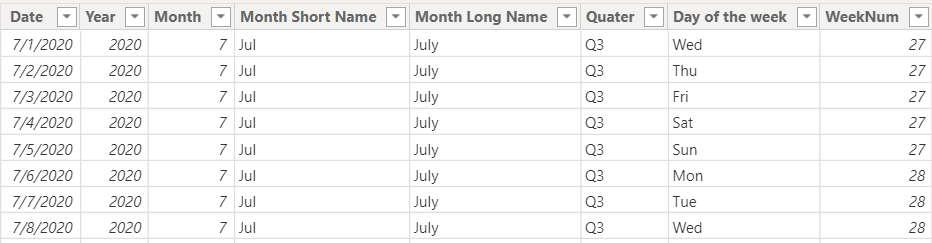 Date Year Month Month Short Name Month Long Name Quater Day of the week WeekNum
7/1/2020 2020 7 Jul July Q3 Wed 27
7/2/2020 2020 7 Jul July Q3 Thu 27
7/3/2020 2020 7 Jul July Q3 Fri 27
7/4/2020 2020 7 Jul July Q3 Sat 27
7/5/2020 2020 7 Jul July Q3 Sun 27
7/6/2020 2020 7 Jul July Q3 Mon 28
7/7/2020 2020 7 Jul July Q3 Tue 28
7/8/2020 2020 7 Jul July Q3 Wed 28